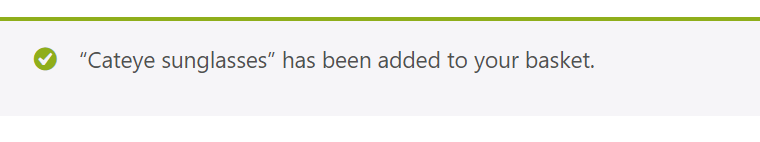 “Cateye sunglasses” has been added to your basket.